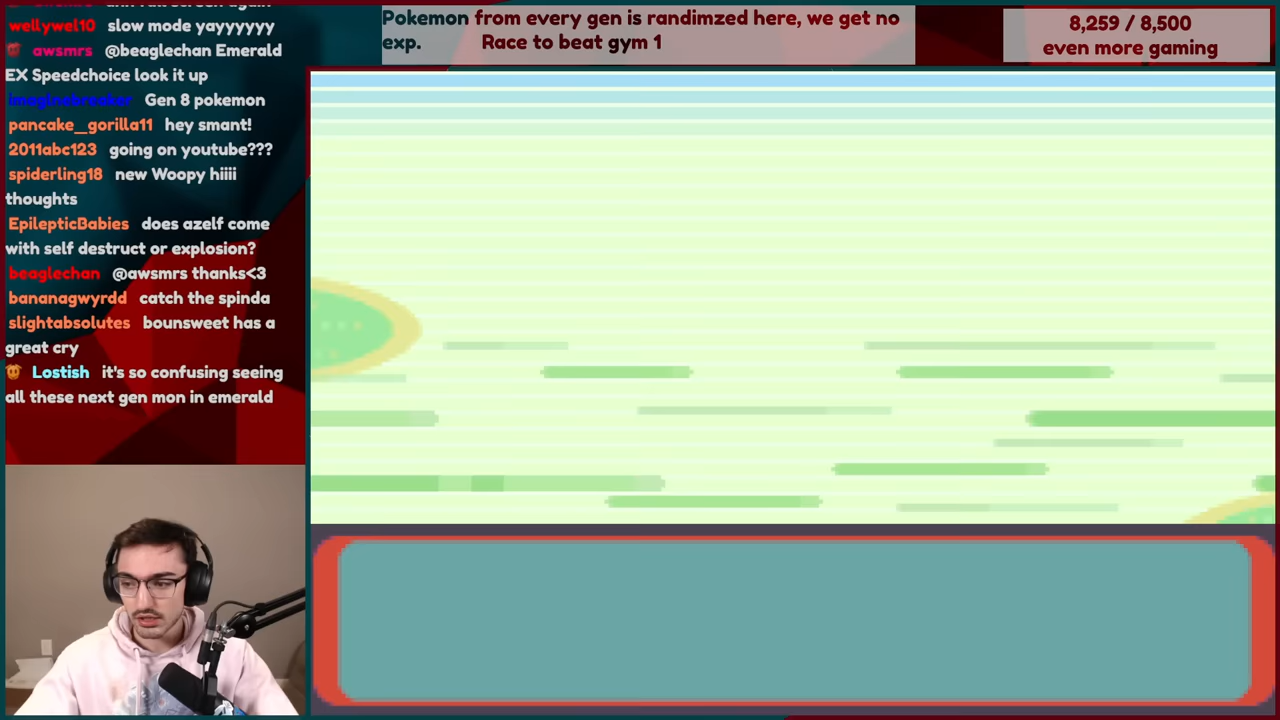 wellywel10 slow mode yayyyyyy
awsmrs @beaglechan Emerald
EX Speedchoice look it up
imaginebreaker Gen 8 pokemon
pancake_gorilla11 hey smant!
2011abc123 going on youtube???
spiderling18 new Woopy hiiii
thoughts
EpilepticBabies does azelf come
with self destruct or explosion?
beaglechan @awsmrs thanks<3
bananagwyrdd catch the spinda
slightabsolutes bounsweet has a
great cry
Lostish it's so confusing seeing
all these next gen mon in emerald
Pokemon from every gen is randimzed here, we get no
exp. Race to beat gym 1
8,259 / 8,500
even more gaming